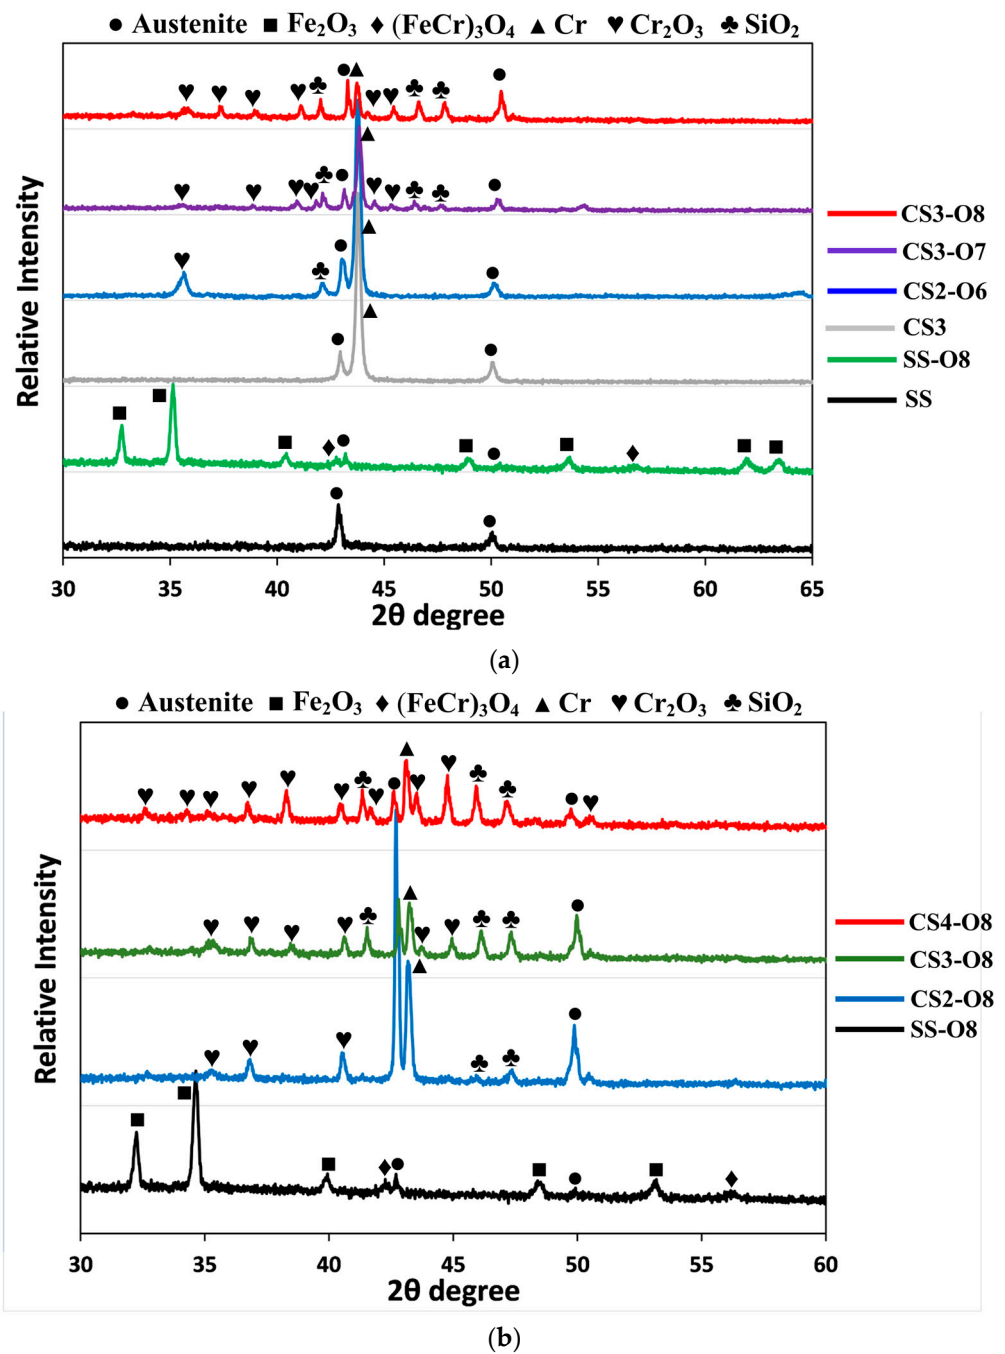 ● Austenite ■ Fe₂O₃ ♦ (FeCr)₃O₄ ▲ Cr ♥ Cr₂O₃ ♣ SiO₂
Relative Intensity
CS3-O8
CS3-O7
CS2-O6
CS3
SS-O8
SS
30 35 40 45 50 55 60 65
2θ degree
(a)
● Austenite ■ Fe₂O₃ ♦ (FeCr)₃O₄ ▲ Cr ♥ Cr₂O₃ ♣ SiO₂
Relative Intensity
CS4-O8
CS3-O8
CS2-O8
SS-O8
30 35 40 45 50 55 60
2θ degree
(b)